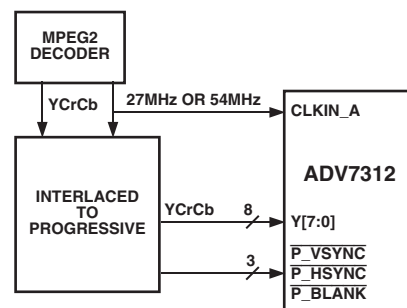 MPEG2
DECODER
YCrCb
27MHz OR 54MHz
CLKIN_A
ADV7312
INTERLACED
TO
PROGRESSIVE
YCrCb
8
Y[7:0]
3
P_VSYNC
P_HSYNC
P_BLANK